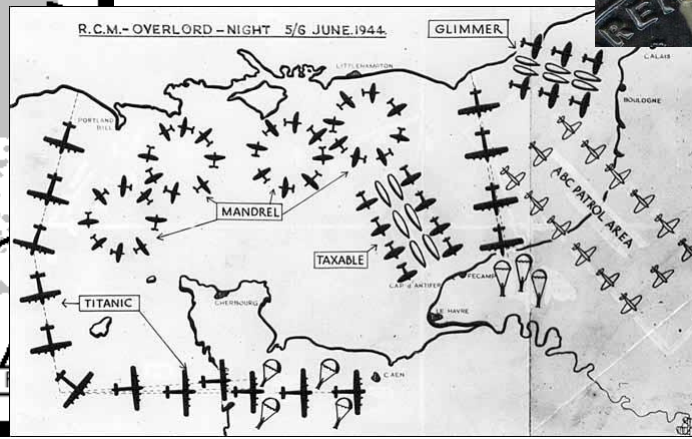 R.C.M.-OVERLORD-NIGHT 5/6 JUNE.1944.
GLIMMER
CALAIS
LITTLEHAMPTON
BOULOGNE
PORTLAND
BILL
ABC PATROL AREA
MANDREL
TAXABLE
CAP d'ANTIFER
FECAMP
TITANIC
CHERBOURG
LE HAVRE
CAEN